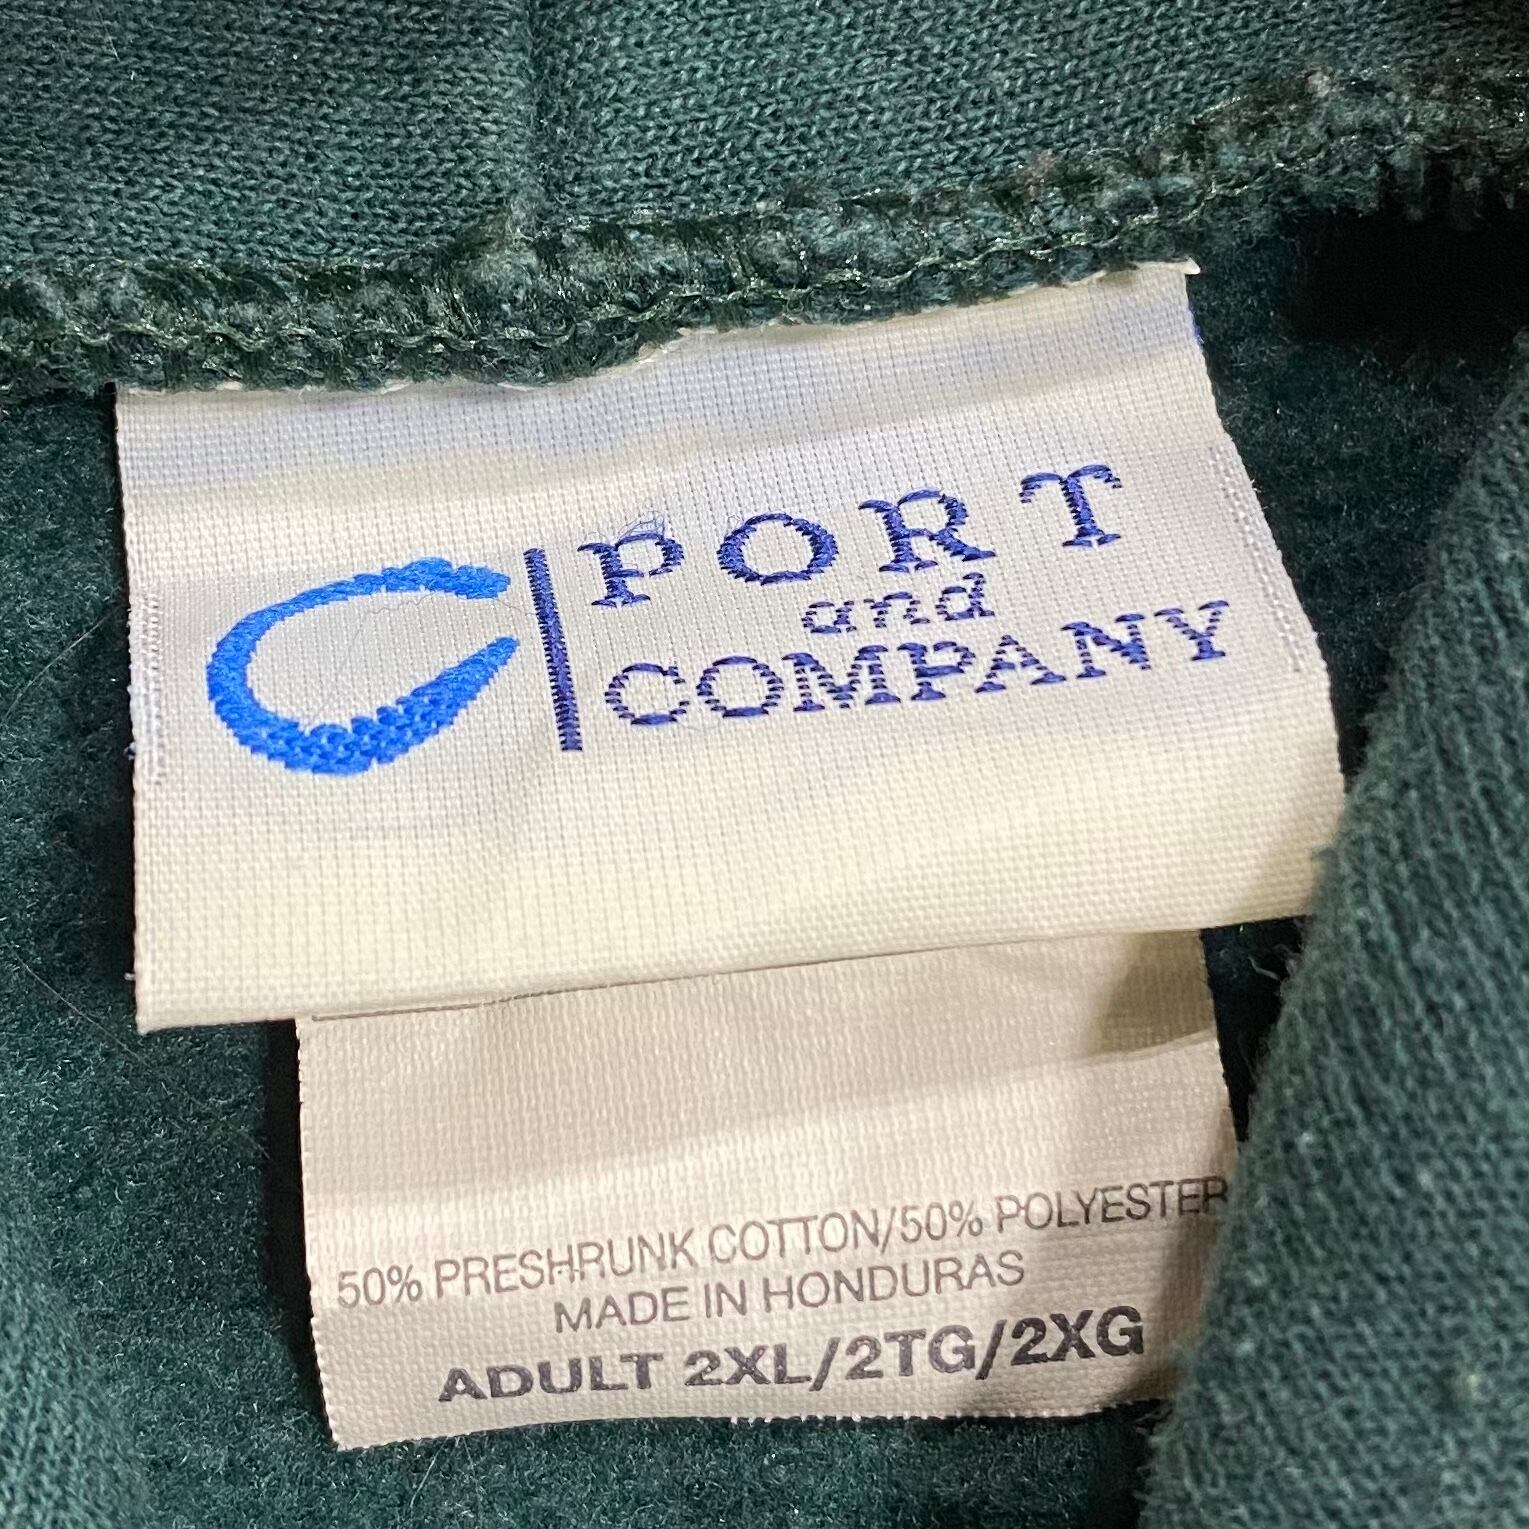 PORT
and
COMPANY
50% PRESHRUNK COTTON/50% POLYESTER
MADE IN HONDURAS
ADULT 2XL/2TG/2XG